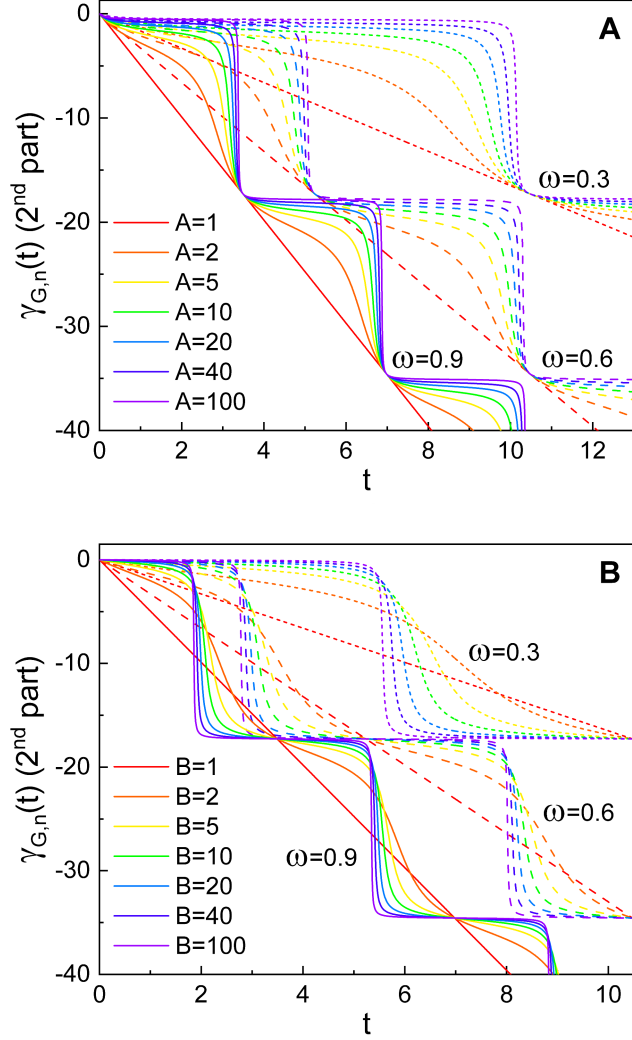 A
0
-10
-20
-30
-40
γG,n(t) (2nd part)
ω=0.3
ω=0.9
ω=0.6
A=1
A=2
A=5
A=10
A=20
A=40
A=100
0 2 4 6 8 10 12
t
B
0
-10
-20
-30
-40
γG,n(t) (2nd part)
ω=0.3
ω=0.6
ω=0.9
B=1
B=2
B=5
B=10
B=20
B=40
B=100
0 2 4 6 8 10
t